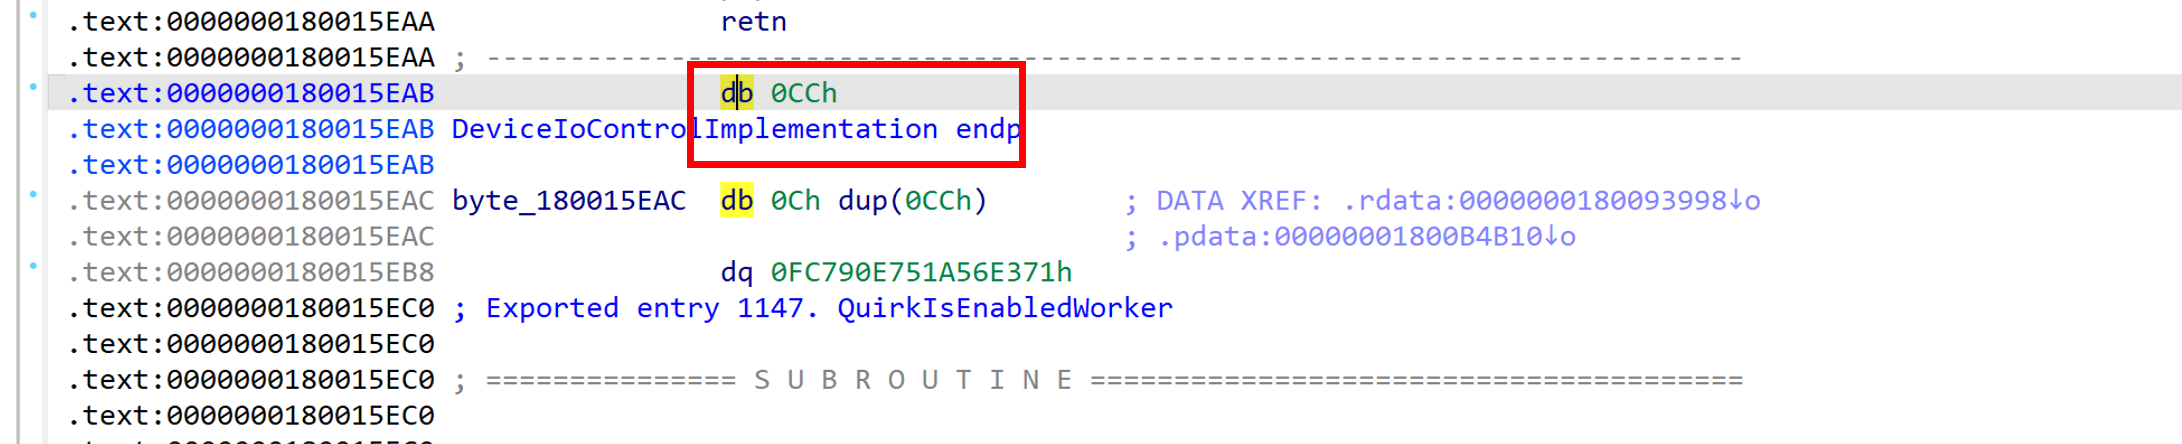 .text:0000000180015EAA retn
.text:0000000180015EAA ; ---------------------------------------------------------------------------
.text:0000000180015EAB db 0CCh
.text:0000000180015EAB DeviceIoControlImplementation endp
.text:0000000180015EAB
.text:0000000180015EAC byte_180015EAC db 0Ch dup(0CCh) ; DATA XREF: .rdata:0000000180093998↓o
.text:0000000180015EAC ; .pdata:00000001800B4B10↓o
.text:0000000180015EB8 dq 0FC790E751A56E371h
.text:0000000180015EC0 ; Exported entry 1147. QuirkIsEnabledWorker
.text:0000000180015EC0
.text:0000000180015EC0 ; =============== S U B R O U T I N E =======================================
.text:0000000180015EC0